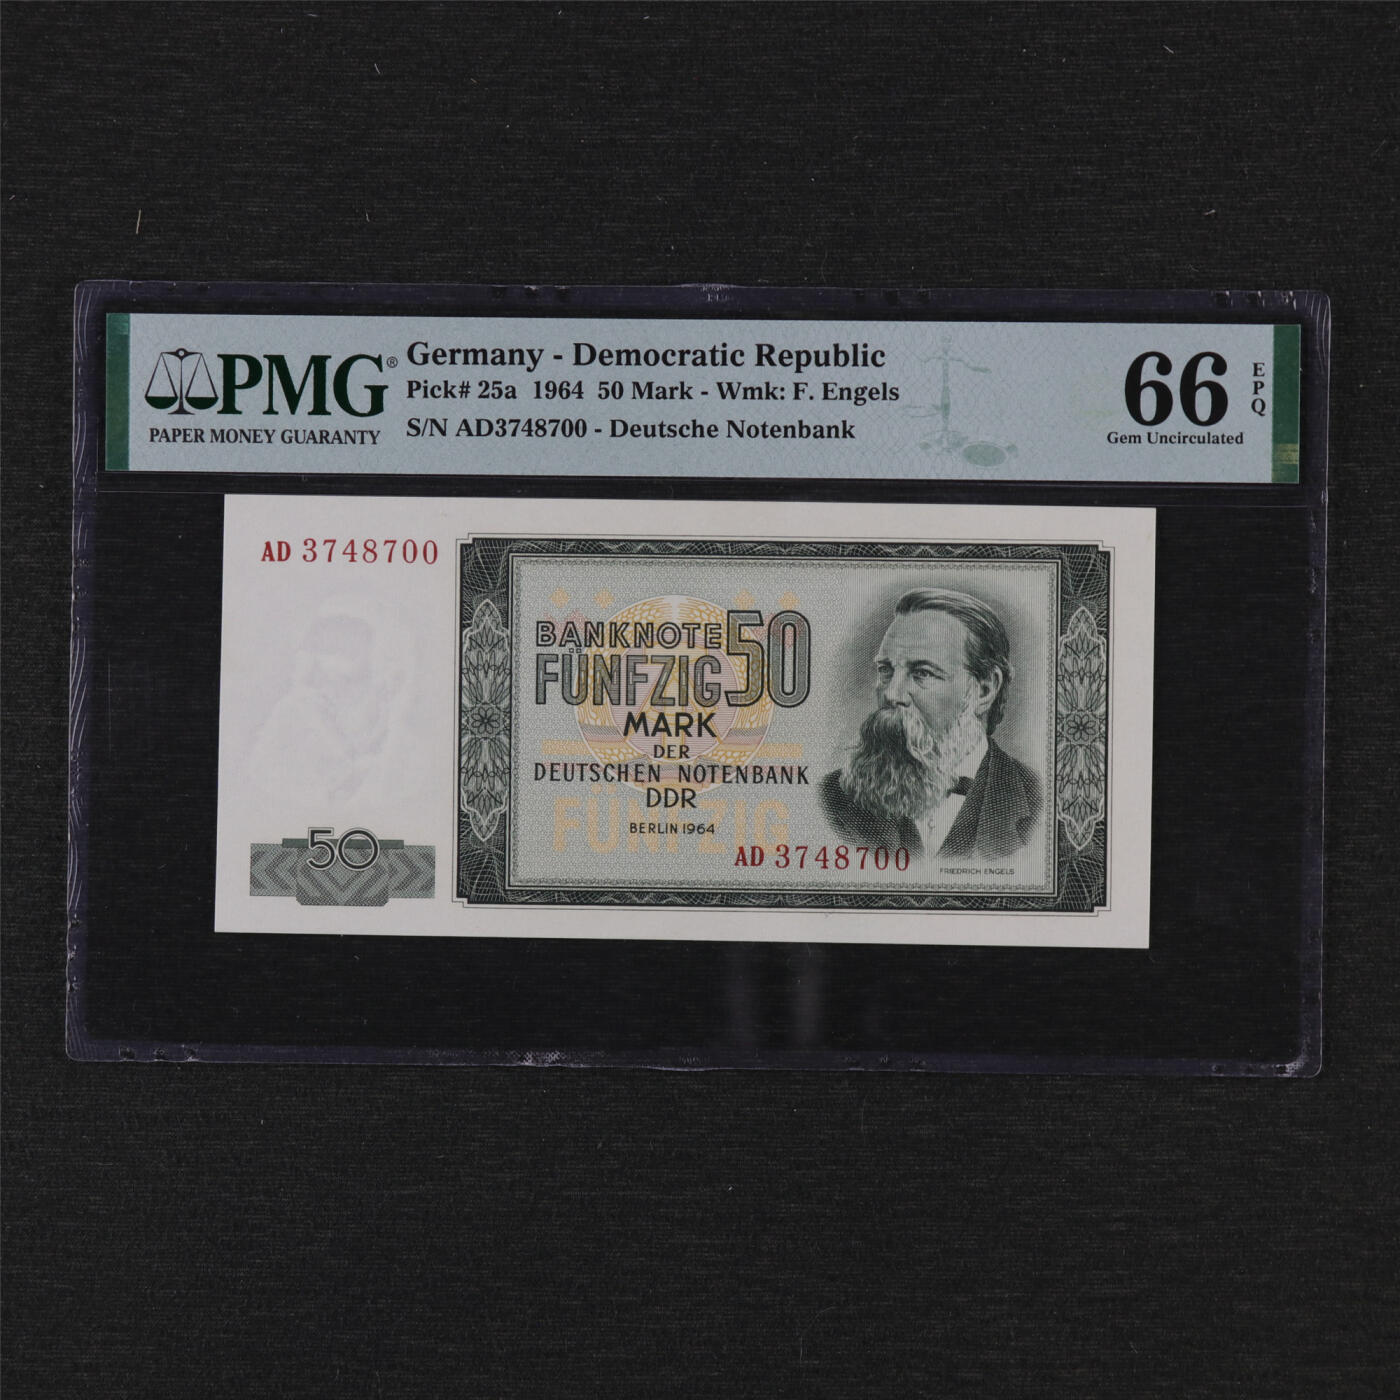 PMG®
PAPER MONEY GUARANTY
Germany - Democratic Republic
Pick# 25a 1964 50 Mark - Wmk: F. Engels
S/N AD3748700 - Deutsche Notenbank
66
EPQ
Gem Uncirculated
AD 3748700
BANKNOTE 50
FÜNFZIG
MARK
DER
DEUTSCHEN NOTENBANK
DDR
BERLIN 1964
FÜNFZIG
AD 3748700
FRIEDRICH ENGELS
50